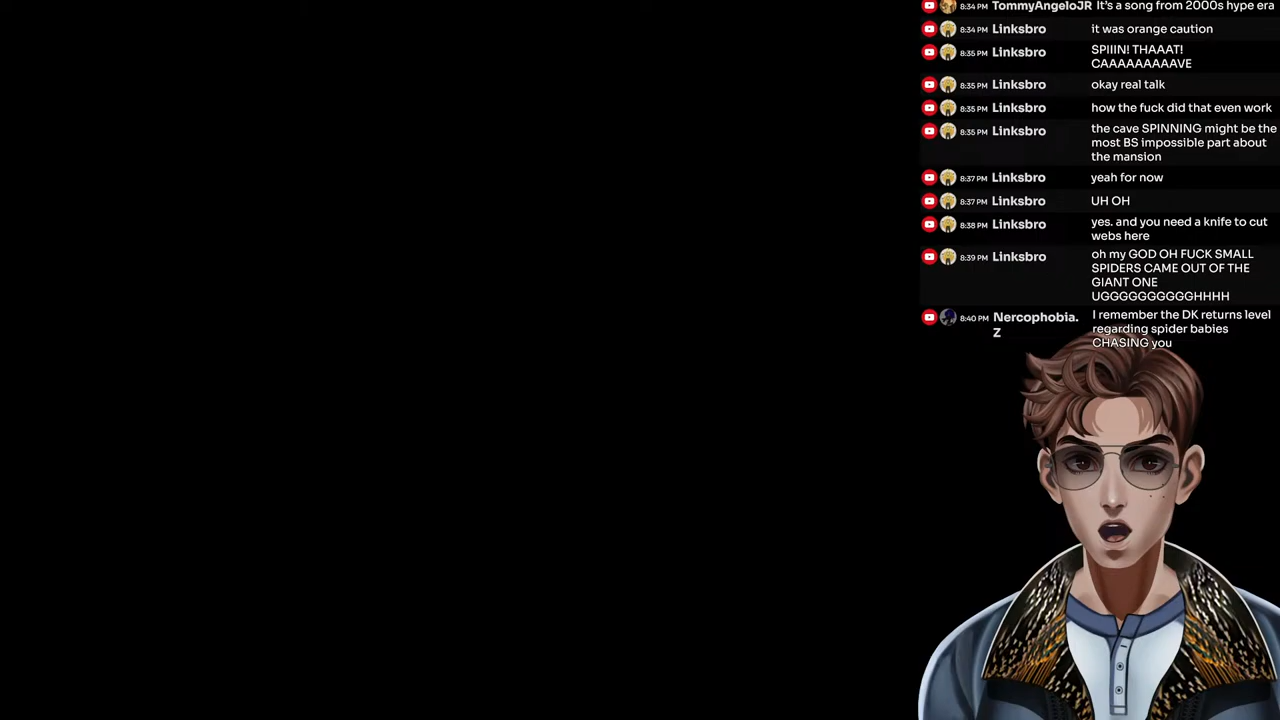 8:34 PM TommyAngeloJR It's a song from 2000s hype era
8:34 PM Linksbro it was orange caution
8:35 PM Linksbro SPIIIN! THAAAT!
CAAAAAAAAAVE
8:35 PM Linksbro okay real talk
8:35 PM Linksbro how the fuck did that even work
8:35 PM Linksbro the cave SPINNING might be the
most BS impossible part about
the mansion
8:37 PM Linksbro yeah for now
8:37 PM Linksbro UH OH
8:38 PM Linksbro yes. and you need a knife to cut
webs here
8:39 PM Linksbro oh my GOD OH FUCK SMALL
SPIDERS CAME OUT OF THE
GIANT ONE
UGGGGGGGGGGHHHH
8:40 PM Nercophobia. I remember the DK returns level
Z regarding spider babies
CHASING you